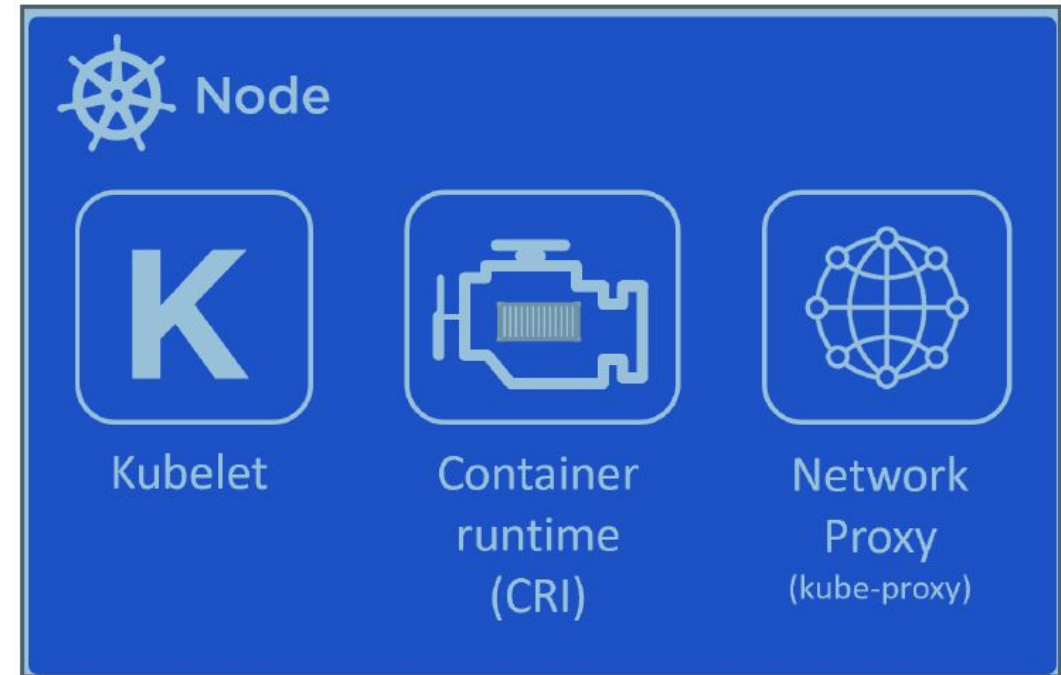 Node
K
Kubelet
Container
runtime
(CRI)
Network
Proxy
(kube-proxy)